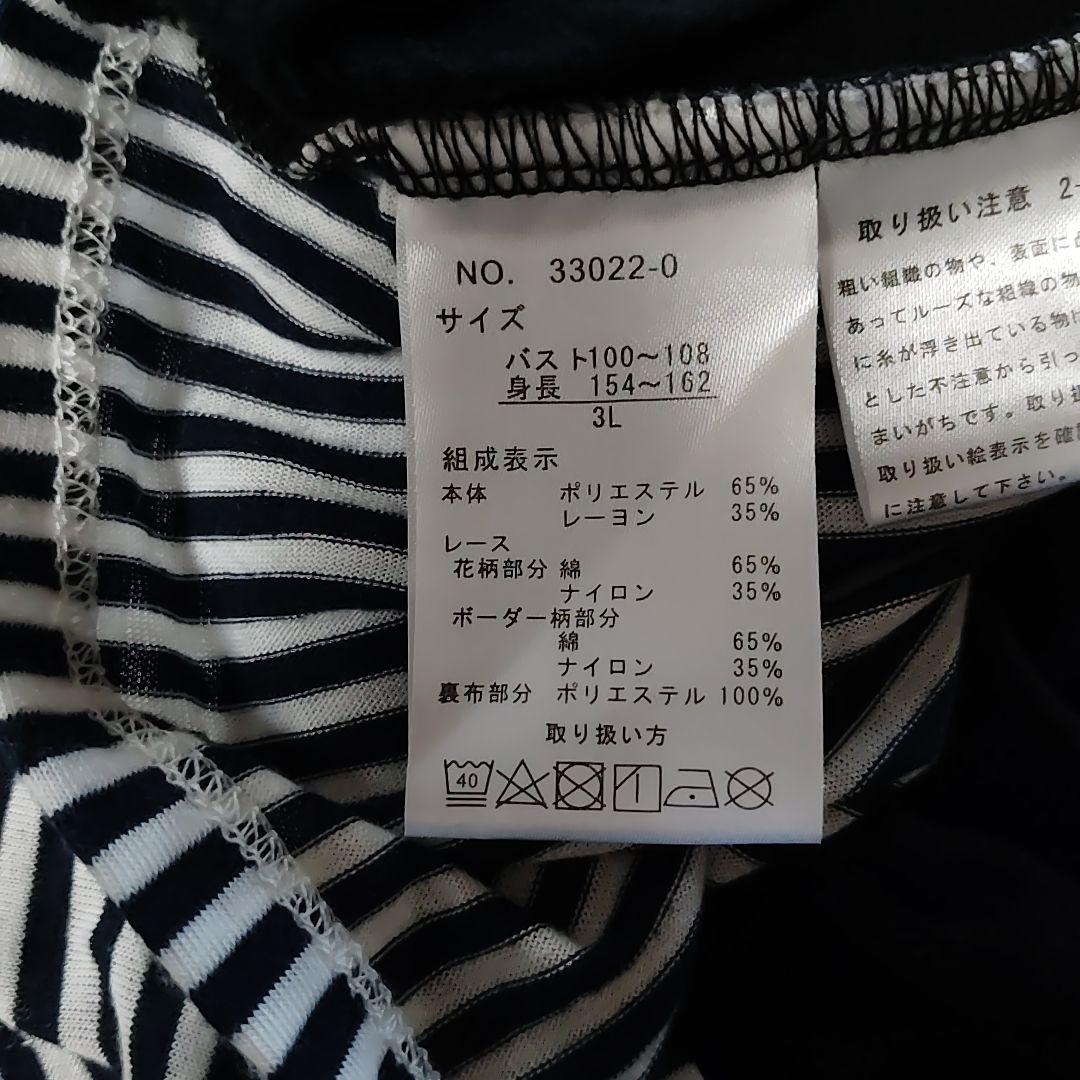 NO. 33022-0
サイズ
バスト100〜108
身長 154〜162
3L
組成表示
本体 ポリエステル 65%
レーヨン 35%
レース
花柄部分 綿 65%
ナイロン 35%
ボーダー柄部分
綿 65%
ナイロン 35%
裏布部分 ポリエステル 100%
取り扱い方
40
取り扱い注意 2-
粗い組織の物や、表面に凸
あってルーズな組織の物
に糸が浮き出ている物は
とした不注意から引っ
まいがちです。取り扱
取り扱い絵表示を確認
に注意して下さい。